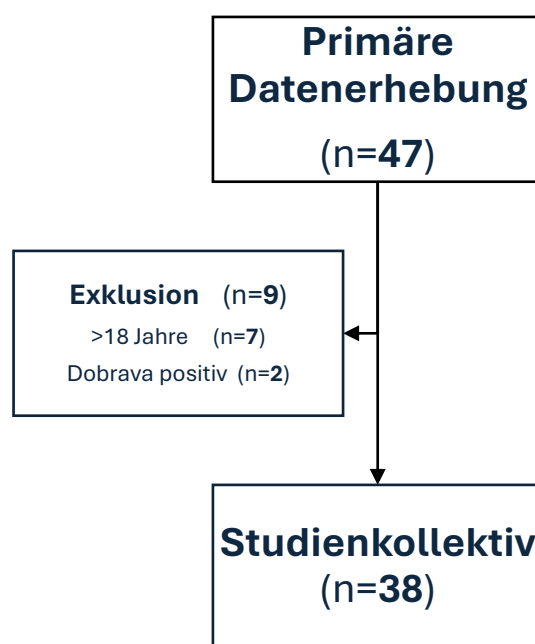 Primäre
Datenerhebung
(n=47)
Exklusion (n=9)
>18 Jahre (n=7)
Dobrava positiv (n=2)
Studienkollektiv
(n=38)